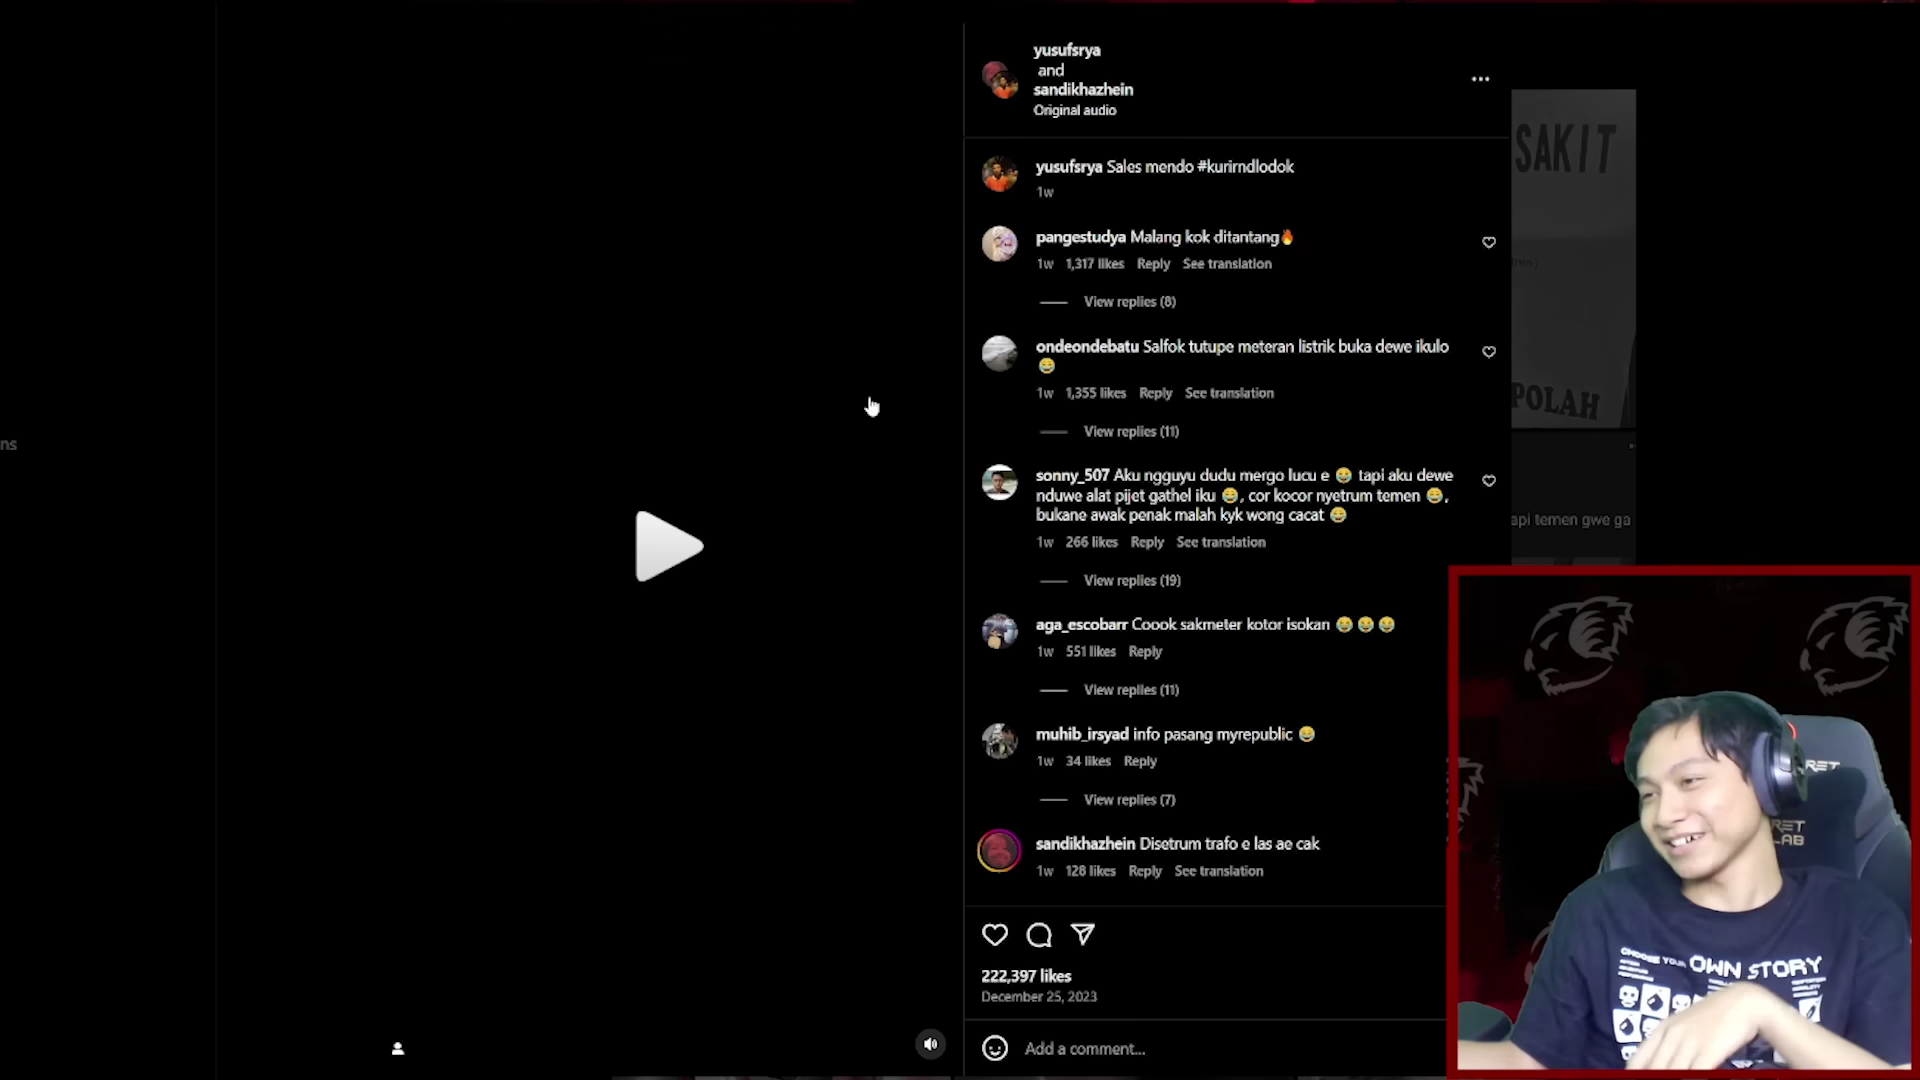 yusufsrya
and
sandikhazhein
Original audio
yusufsrya Sales mendo #kurirndlodok
1w
pangestudya Malang kok ditantang🔥
1w 1,317 likes Reply See translation
View replies (8)
ondeondebatu Salfok tutupe meteran listrik buka dewe ikulo
😂
1w 1,355 likes Reply See translation
View replies (11)
sonny_507 Aku ngguyu dudu mergo lucu e 😂 tapi aku dewe
nduwe alat pijet gathel iku 😂, cor kocor nyetrum temen 😂,
bukane awak penak malah kyk wong cacat 😂
1w 266 likes Reply See translation
View replies (19)
aga_escobarr Coook sakmeter kotor isokan 😂 😂 😂
1w 551 likes Reply
View replies (11)
muhib_irsyad info pasang myrepublic 😂
1w 34 likes Reply
View replies (7)
sandikhazhein Disetrum trafo e las ae cak
1w 128 likes Reply See translation
222,397 likes
December 25, 2023
Add a comment...
ns
SAKIT
POLAH
api temen gwe ga
RET
LAB
CHOOSE YOUR OWN STORY